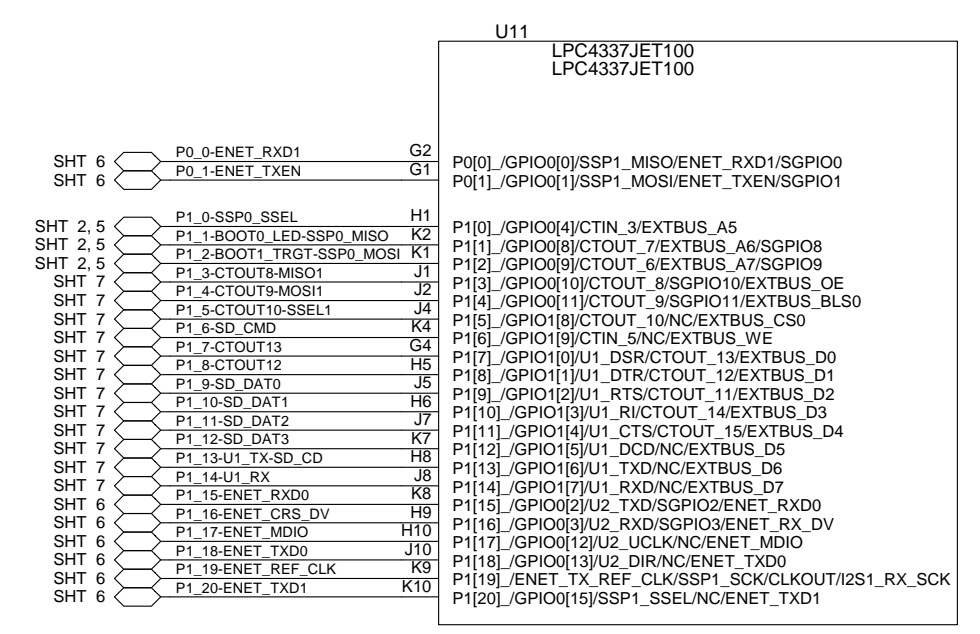 U11
LPC4337JET100
LPC4337JET100
SHT 6 P0_0-ENET_RXD1 G2 P0[0]_/GPIO0[0]/SSP1_MISO/ENET_RXD1/SGPIO0
SHT 6 P0_1-ENET_TXEN G1 P0[1]_/GPIO0[1]/SSP1_MOSI/ENET_TXEN/SGPIO1
SHT 2, 5 P1_0-SSP0_SSEL H1 P1[0]_/GPIO0[4]/CTIN_3/EXTBUS_A5
SHT 2, 5 P1_1-BOOT0_LED-SSP0_MISO K2 P1[1]_/GPIO0[8]/CTOUT_7/EXTBUS_A6/SGPIO8
SHT 2, 5 P1_2-BOOT1_TRGT-SSP0_MOSI K1 P1[2]_/GPIO0[9]/CTOUT_6/EXTBUS_A7/SGPIO9
SHT 7 P1_3-CTOUT8-MISO1 J1 P1[3]_/GPIO0[10]/CTOUT_8/SGPIO10/EXTBUS_OE
SHT 7 P1_4-CTOUT9-MOSI1 J2 P1[4]_/GPIO0[11]/CTOUT_9/SGPIO11/EXTBUS_BLS0
SHT 7 P1_5-CTOUT10-SSEL1 J4 P1[5]_/GPIO1[8]/CTOUT_10/NC/EXTBUS_CS0
SHT 7 P1_6-SD_CMD K4 P1[6]_/GPIO1[9]/CTIN_5/NC/EXTBUS_WE
SHT 7 P1_7-CTOUT13 G4 P1[7]_/GPIO1[0]/U1_DSR/CTOUT_13/EXTBUS_D0
SHT 7 P1_8-CTOUT12 H5 P1[8]_/GPIO1[1]/U1_DTR/CTOUT_12/EXTBUS_D1
SHT 7 P1_9-SD_DAT0 J5 P1[9]_/GPIO1[2]/U1_RTS/CTOUT_11/EXTBUS_D2
SHT 7 P1_10-SD_DAT1 H6 P1[10]_/GPIO1[3]/U1_RI/CTOUT_14/EXTBUS_D3
SHT 7 P1_11-SD_DAT2 J7 P1[11]_/GPIO1[4]/U1_CTS/CTOUT_15/EXTBUS_D4
SHT 7 P1_12-SD_DAT3 K7 P1[12]_/GPIO1[5]/U1_DCD/NC/EXTBUS_D5
SHT 7 P1_13-U1_TX-SD_CD H8 P1[13]_/GPIO1[6]/U1_TXD/NC/EXTBUS_D6
SHT 7 P1_14-U1_RX J8 P1[14]_/GPIO1[7]/U1_RXD/NC/EXTBUS_D7
SHT 6 P1_15-ENET_RXD0 K8 P1[15]_/GPIO0[2]/U2_TXD/SGPIO2/ENET_RXD0
SHT 6 P1_16-ENET_CRS_DV H9 P1[16]_/GPIO0[3]/U2_RXD/SGPIO3/ENET_RX_DV
SHT 6 P1_17-ENET_MDIO H10 P1[17]_/GPIO0[12]/U2_UCLK/NC/ENET_MDIO
SHT 6 P1_18-ENET_TXD0 J10 P1[18]_/GPIO0[13]/U2_DIR/NC/ENET_TXD0
SHT 6 P1_19-ENET_REF_CLK K9 P1[19]_/ENET_TX_REF_CLK/SSP1_SCK/CLKOUT/I2S1_RX_SCK
SHT 6 P1_20-ENET_TXD1 K10 P1[20]_/GPIO0[15]/SSP1_SSEL/NC/ENET_TXD1